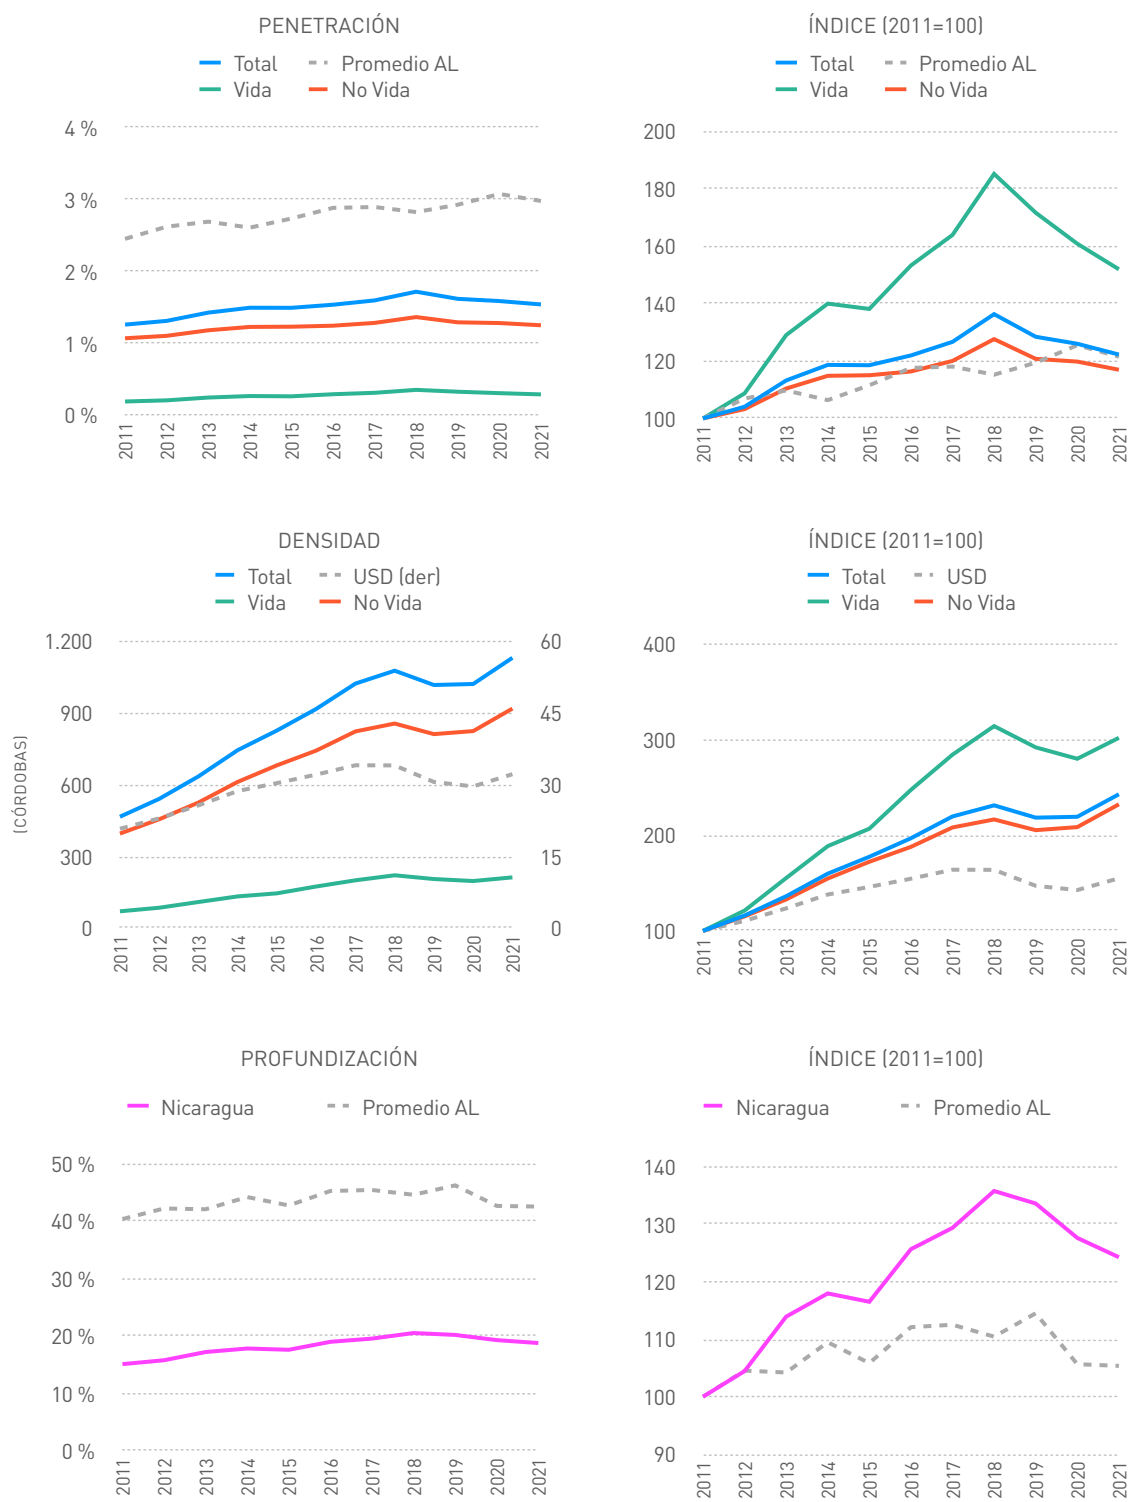 PENETRACIÓN
Total Promedio AL
Vida No Vida
4 %
3 %
2 %
1 %
0 %
2011 2012 2013 2014 2015 2016 2017 2018 2019 2020 2021
ÍNDICE (2011=100)
Total Promedio AL
Vida No Vida
200
180
160
140
120
100
2011 2012 2013 2014 2015 2016 2017 2018 2019 2020 2021
DENSIDAD
Total USD (der)
Vida No Vida
(CÓRDOBAS)
1.200 60
900 45
600 30
300 15
0 0
2011 2012 2013 2014 2015 2016 2017 2018 2019 2020 2021
ÍNDICE (2011=100)
Total USD
Vida No Vida
400
300
200
100
2011 2012 2013 2014 2015 2016 2017 2018 2019 2020 2021
PROFUNDIZACIÓN
Nicaragua Promedio AL
50 %
40 %
30 %
20 %
10 %
0 %
2011 2012 2013 2014 2015 2016 2017 2018 2019 2020 2021
ÍNDICE (2011=100)
Nicaragua Promedio AL
140
130
120
110
100
90
2011 2012 2013 2014 2015 2016 2017 2018 2019 2020 2021